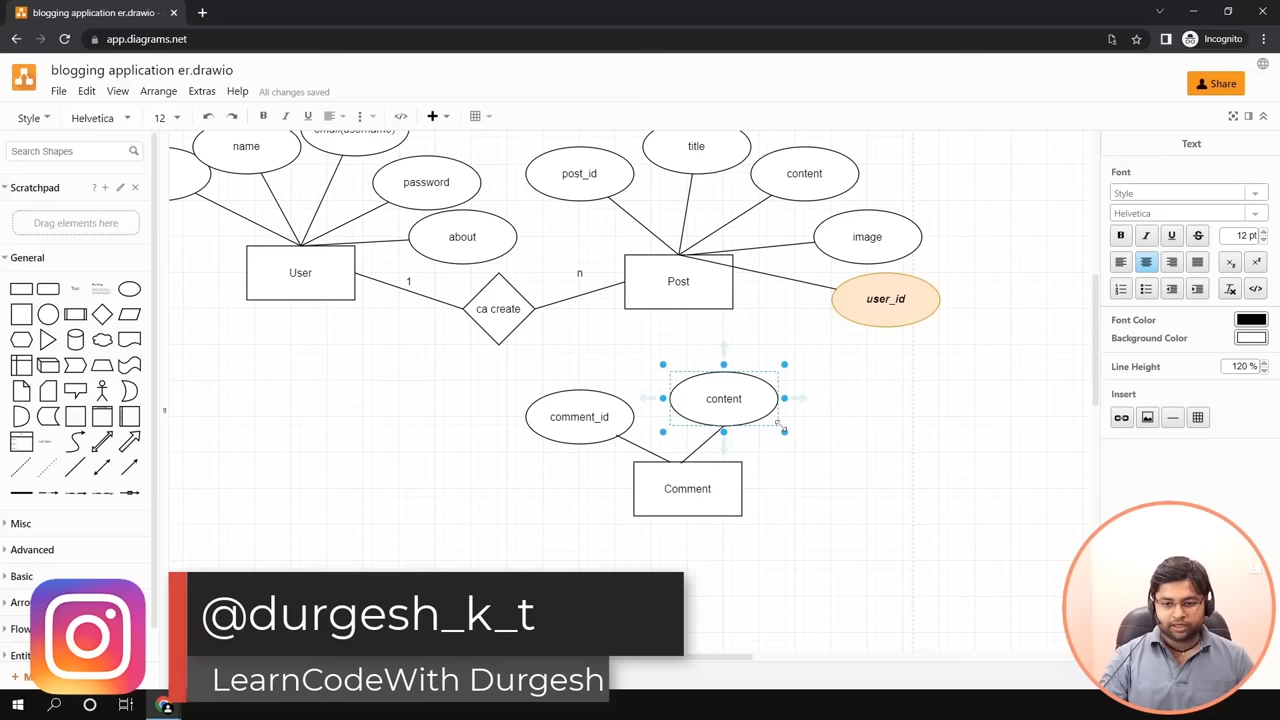 blogging application er.drawio
app.diagrams.net
Incognito
blogging application er.drawio
File Edit View Arrange Extras Help All changes saved
Share
Style Helvetica 12
Search Shapes
Scratchpad
Drag elements here
General
Text
Misc
Advanced
Basic
name
email(username)
password
about
User
1
ca create
n
post_id
title
content
image
user_id
Post
comment_id
content
Comment
Text
Font
Style
Helvetica
B I U S 12 pt
Font Color
Background Color
Line Height 120 %
Insert
@durgesh_k_t
LearnCodeWith Durgesh